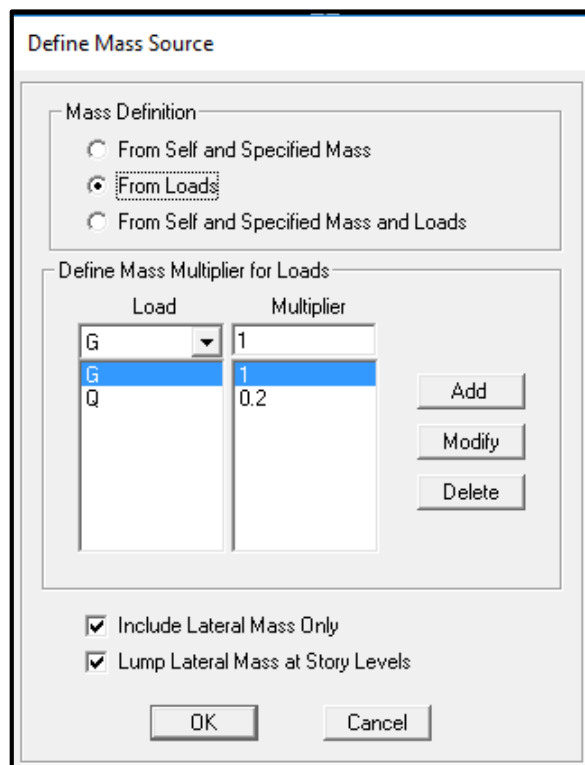 Define Mass Source
Mass Definition
From Self and Specified Mass
From Loads
From Self and Specified Mass and Loads
Define Mass Multiplier for Loads
Load Multiplier
G 1
G 1
Q 0.2
Add
Modify
Delete
Include Lateral Mass Only
Lump Lateral Mass at Story Levels
OK Cancel